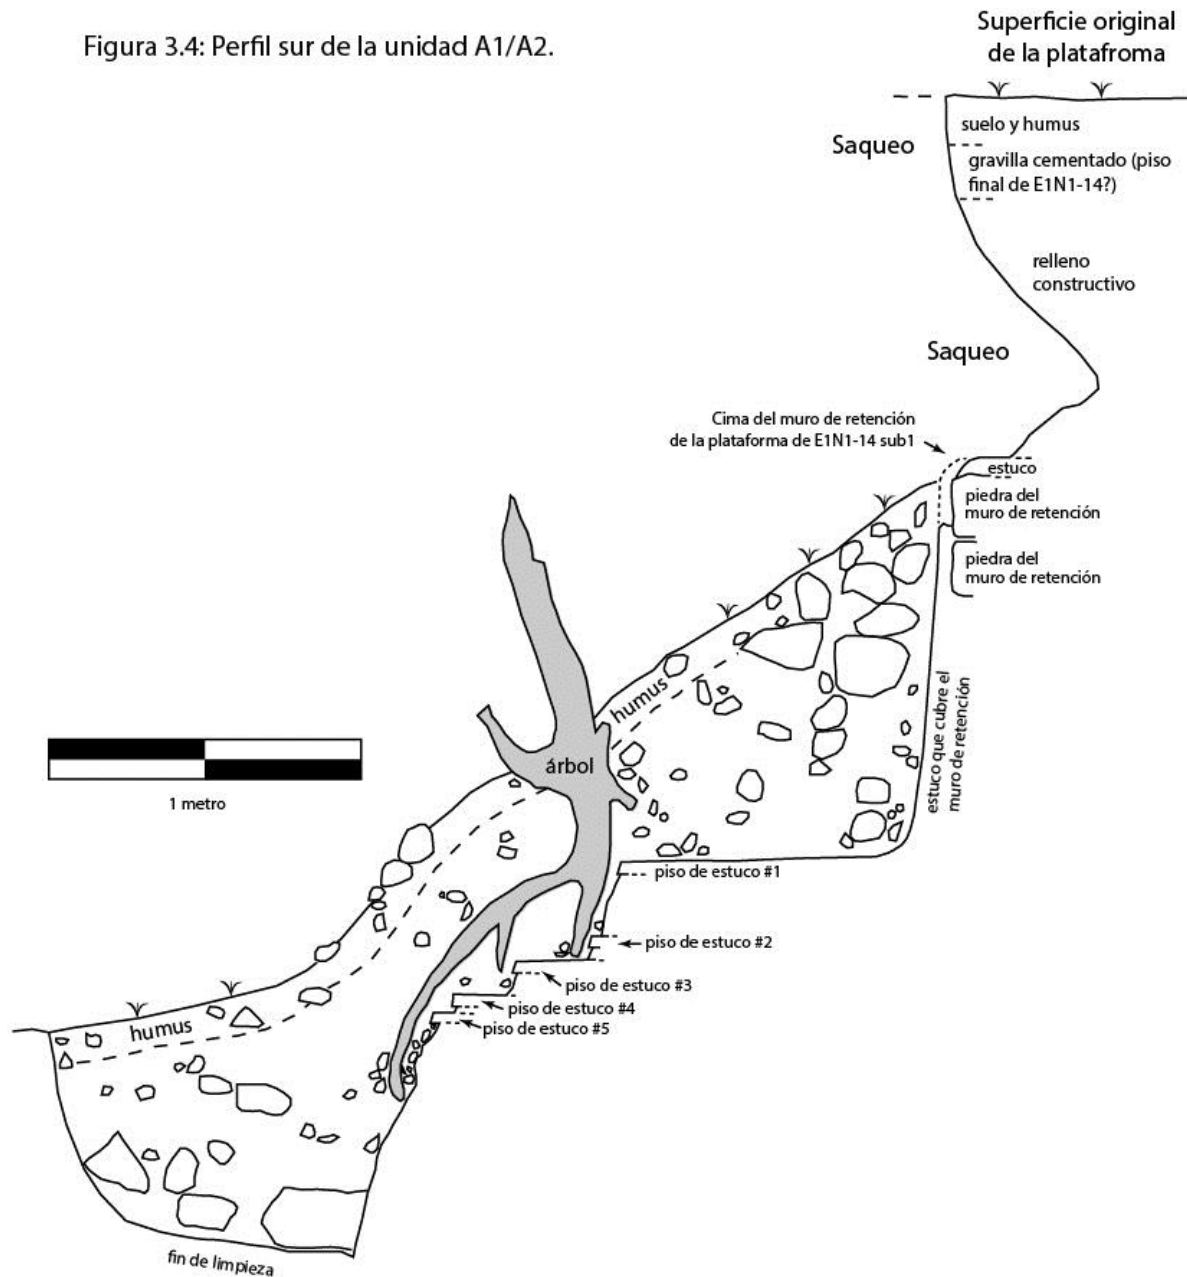 Figura 3.4: Perfil sur de la unidad A1/A2.
Superficie original
de la platafroma
Saqueo
suelo y humus
gravilla cementado (piso
final de E1N1-14?)
relleno
constructivo
Saqueo
Cima del muro de retención
de la plataforma de E1N1-14 sub1
estuco
piedra del
muro de retención
piedra del
muro de retención
humus
estuco que cubre el
muro de retención
árbol
1 metro
piso de estuco #1
piso de estuco #2
piso de estuco #3
piso de estuco #4
piso de estuco #5
humus
fin de limpieza